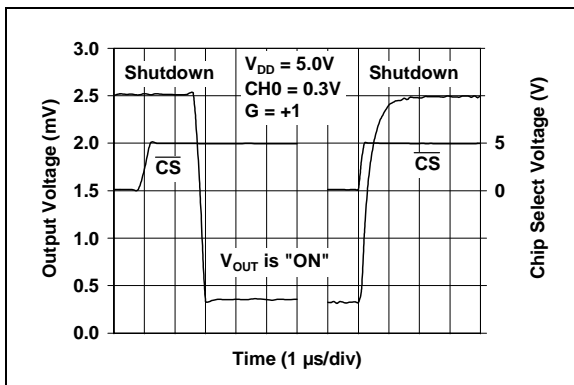 3.0
2.5
2.0
1.5
1.0
0.5
0.0
Output Voltage (mV)
Shutdown
V_DD = 5.0V
CH0 = 0.3V
G = +1
Shutdown
CS
CS
V_OUT is "ON"
5
0
Chip Select Voltage (V)
Time (1 µs/div)